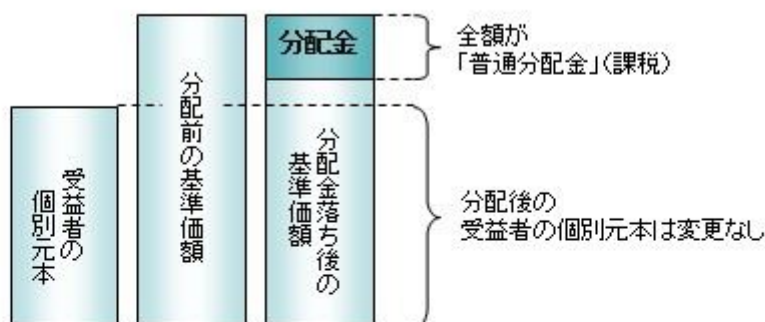 受益者の
個別元本
分配前の基準価額
分配金
分配金落ち後の
基準価額
全額が
「普通分配金」(課税)
分配後の
受益者の個別元本は変更なし